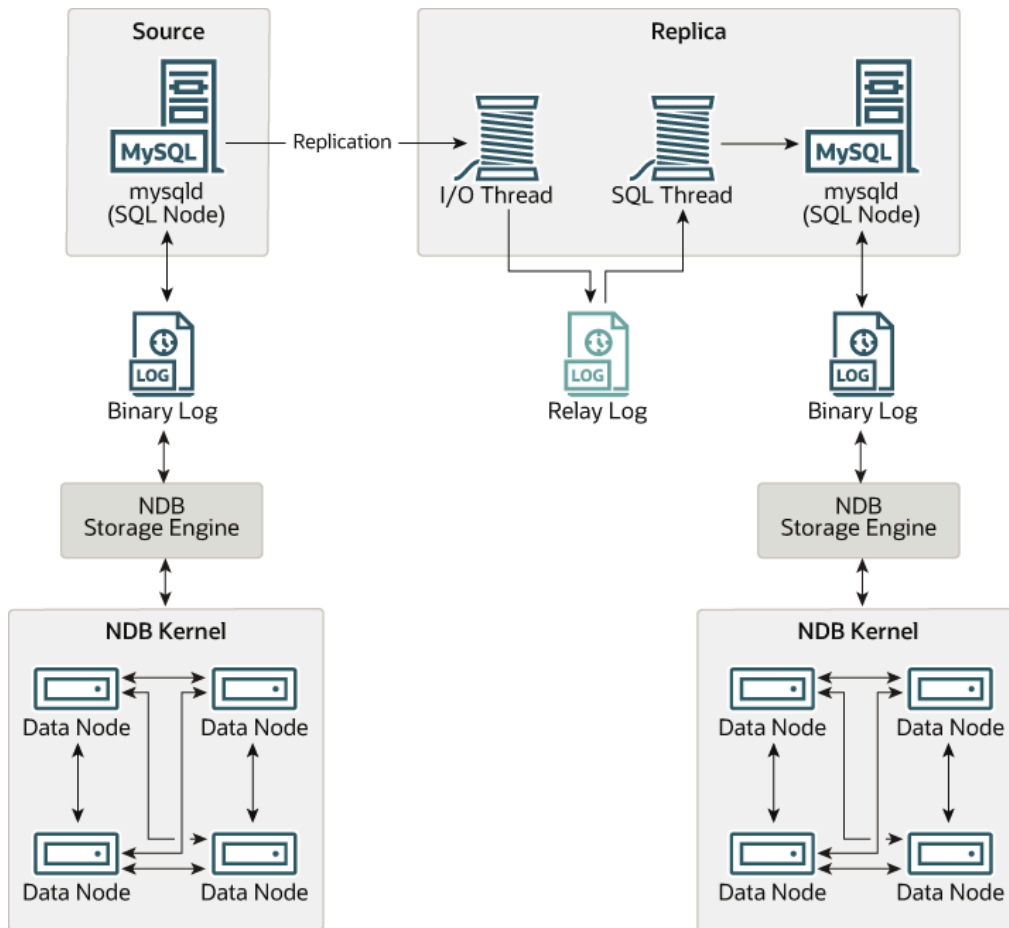 Source
MySQL
mysqld
(SQL Node)
Replication
Replica
I/O Thread
SQL Thread
MySQL
mysqld
(SQL Node)
LOG
Binary Log
LOG
Relay Log
LOG
Binary Log
NDB
Storage Engine
NDB
Storage Engine
NDB Kernel
Data Node
Data Node
Data Node
Data Node
NDB Kernel
Data Node
Data Node
Data Node
Data Node